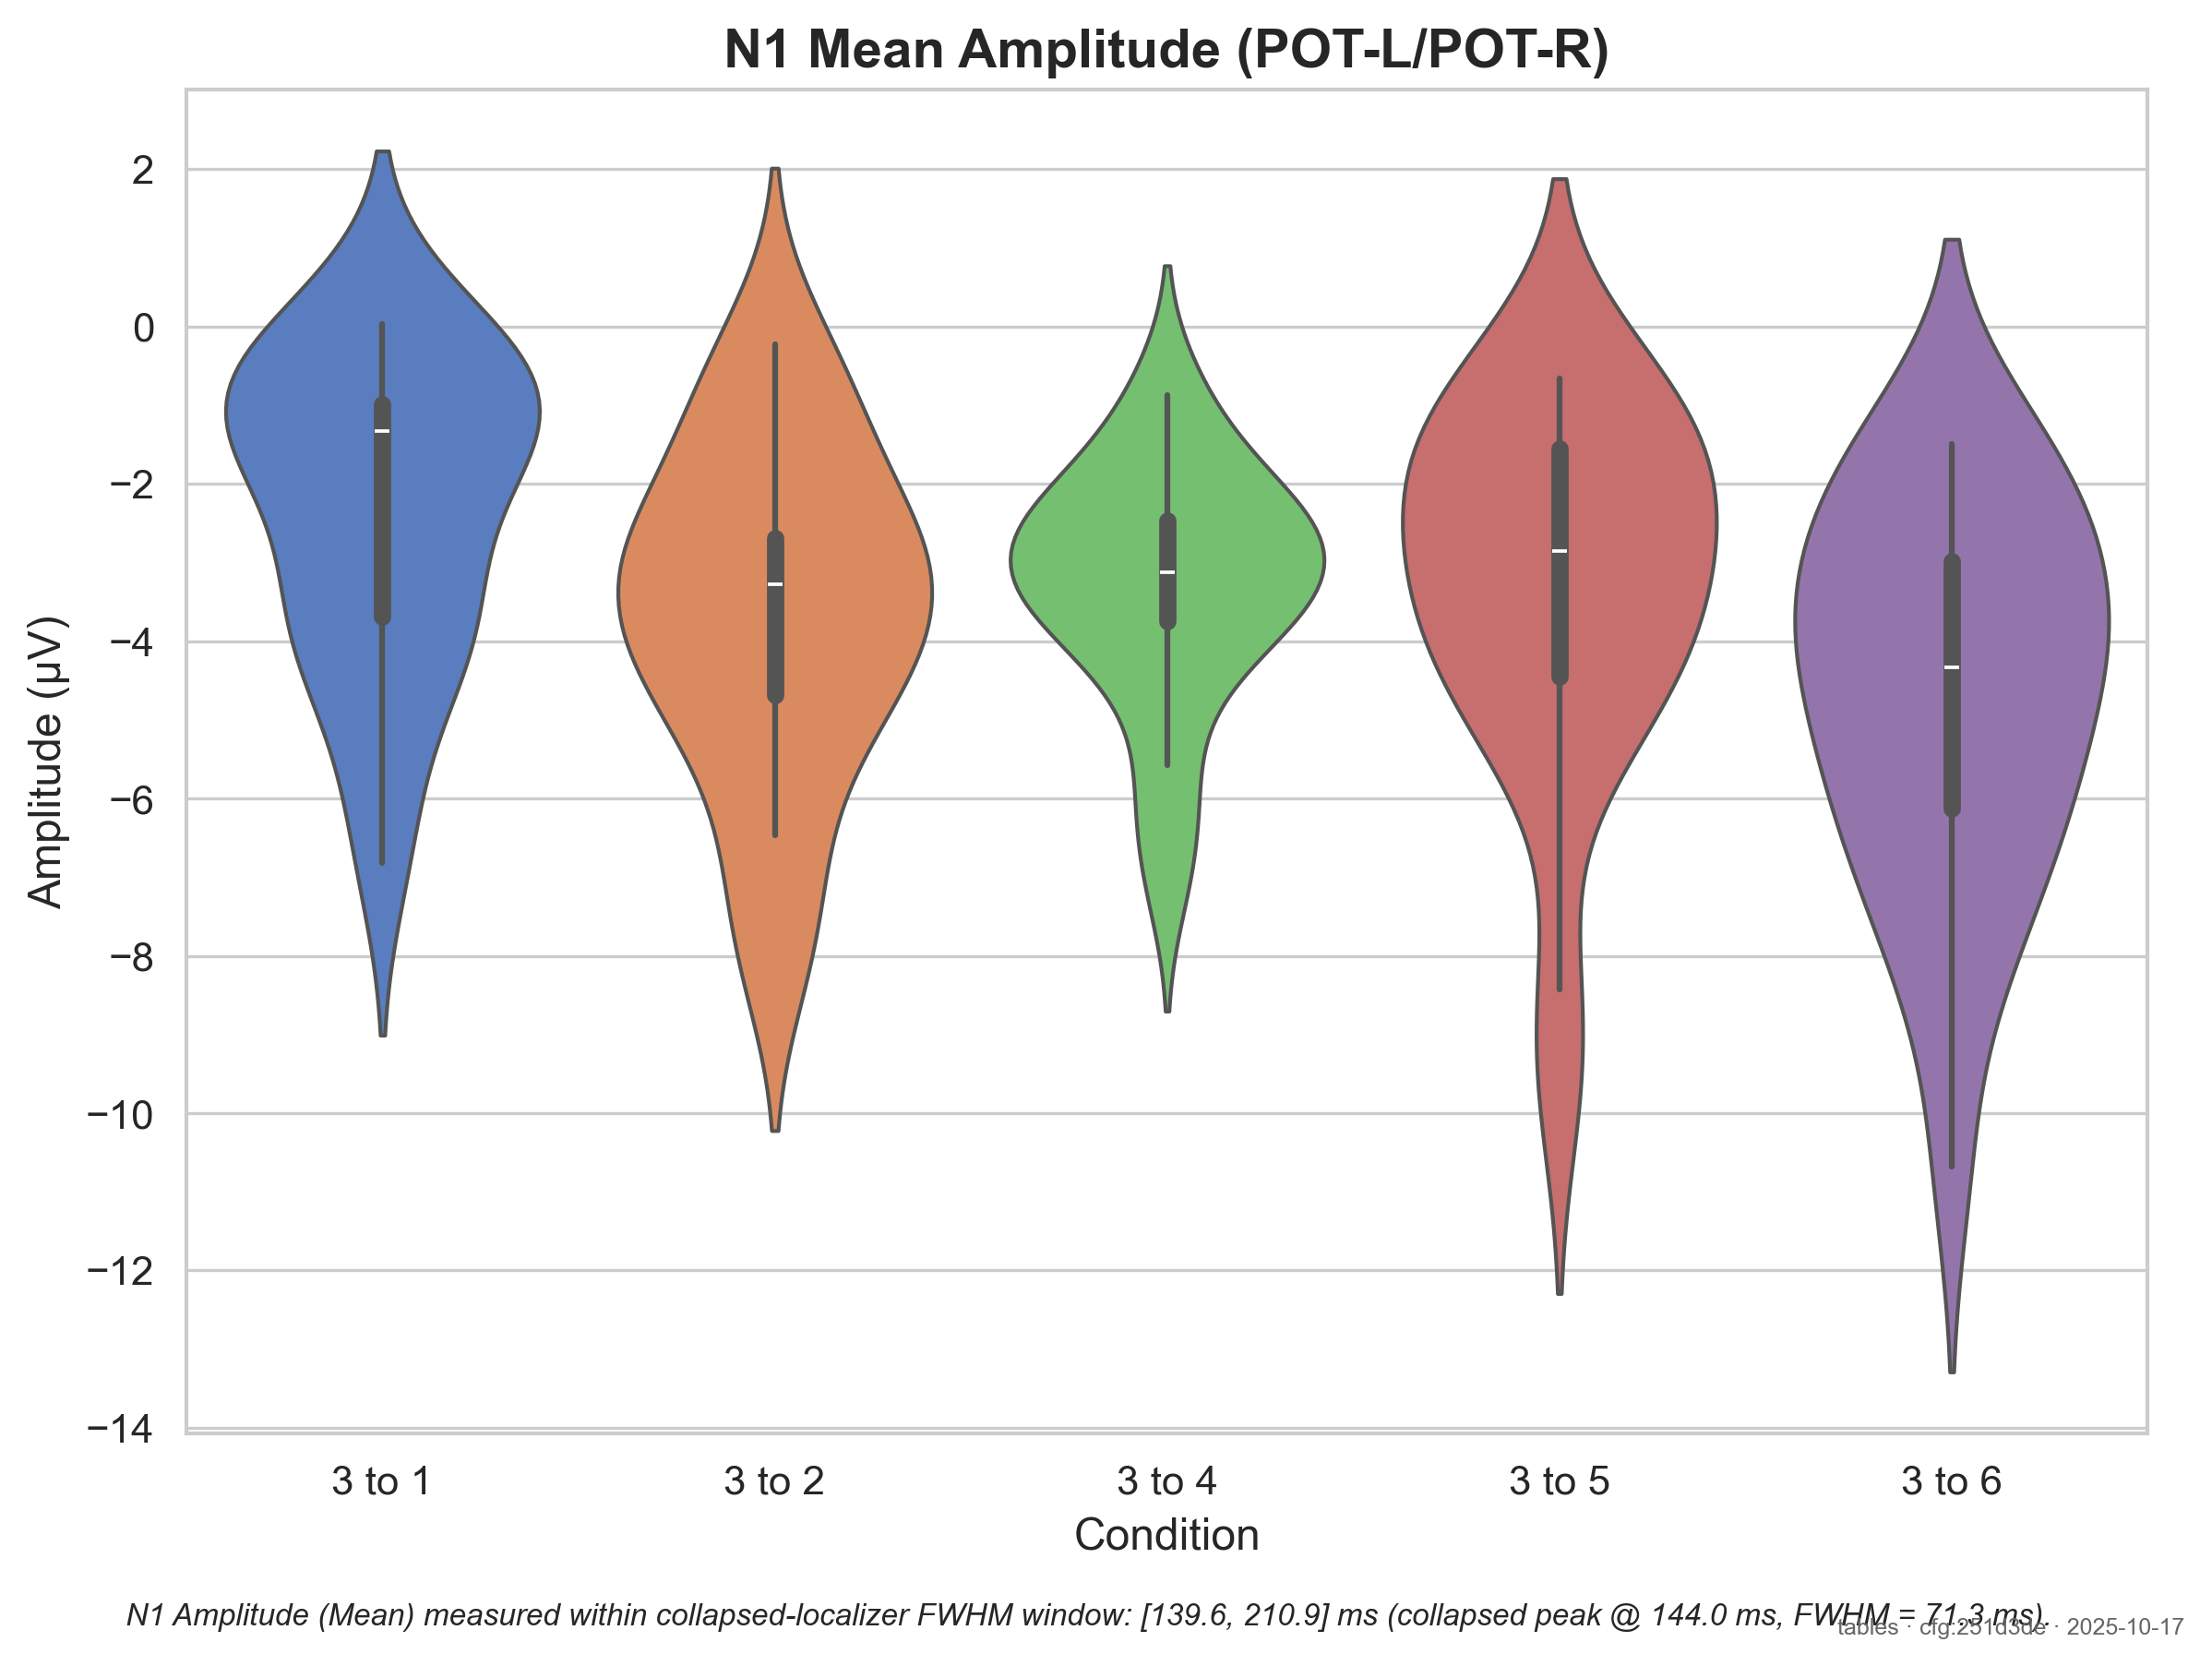 N1 Mean Amplitude (POT-L/POT-R)
Amplitude (µV)
2
0
−2
−4
−6
−8
−10
−12
−14
3 to 1 3 to 2 3 to 4 3 to 5 3 to 6
Condition
N1 Amplitude (Mean) measured within collapsed-localizer FWHM window: [139.6, 210.9] ms (collapsed peak @ 144.0 ms, FWHM = 71.3 ms).
tables · cfg:251d3de · 2025-10-17